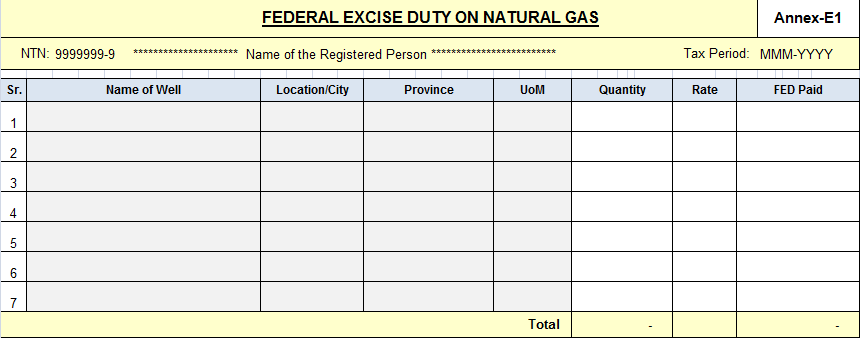 FEDERAL EXCISE DUTY ON NATURAL GAS Annex-E1
NTN: 9999999-9 ********************* Name of the Registered Person ************************* Tax Period: MMM-YYYY
Sr. Name of Well Location/City Province UoM Quantity Rate FED Paid
1
2
3
4
5
6
7
Total - -